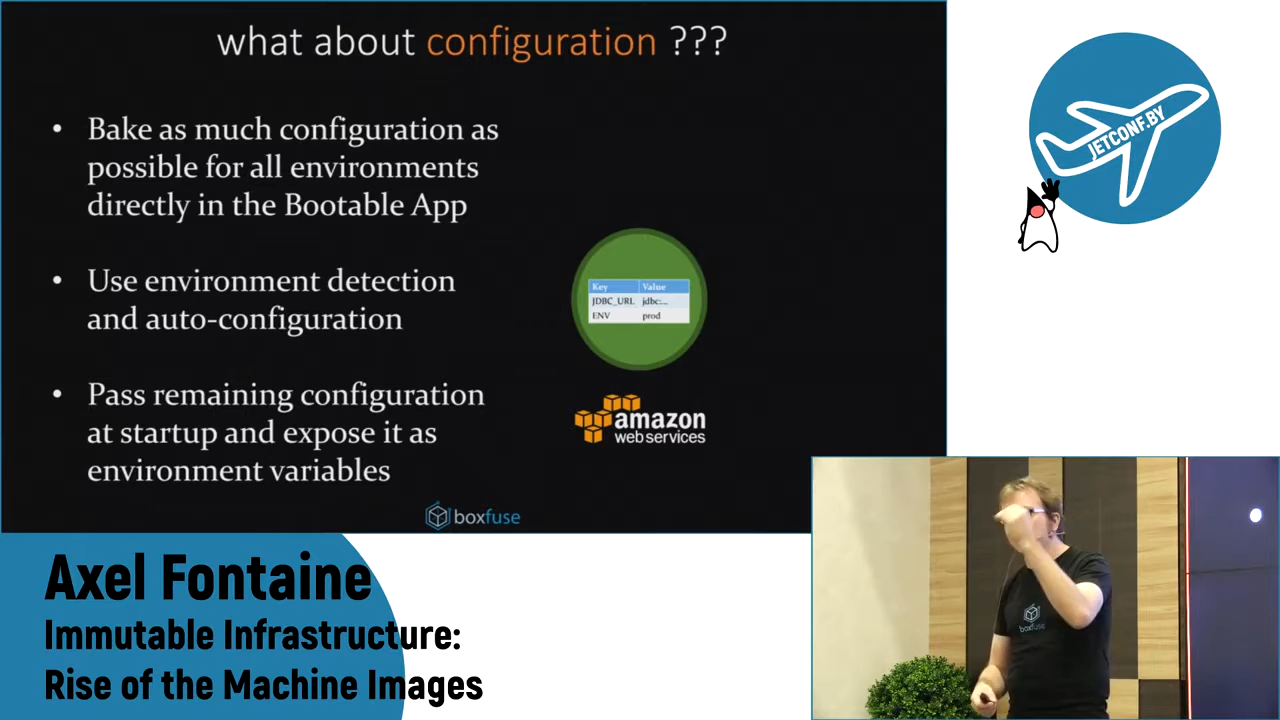 what about configuration ???
• Bake as much configuration as
possible for all environments
directly in the Bootable App
• Use environment detection
and auto-configuration
• Pass remaining configuration
at startup and expose it as
environment variables
Key Value
JDBC_URL jdbc:...
ENV prod
amazon
webservices
boxfuse
JETCONF.BY
boxfuse
Axel Fontaine
Immutable Infrastructure:
Rise of the Machine Images